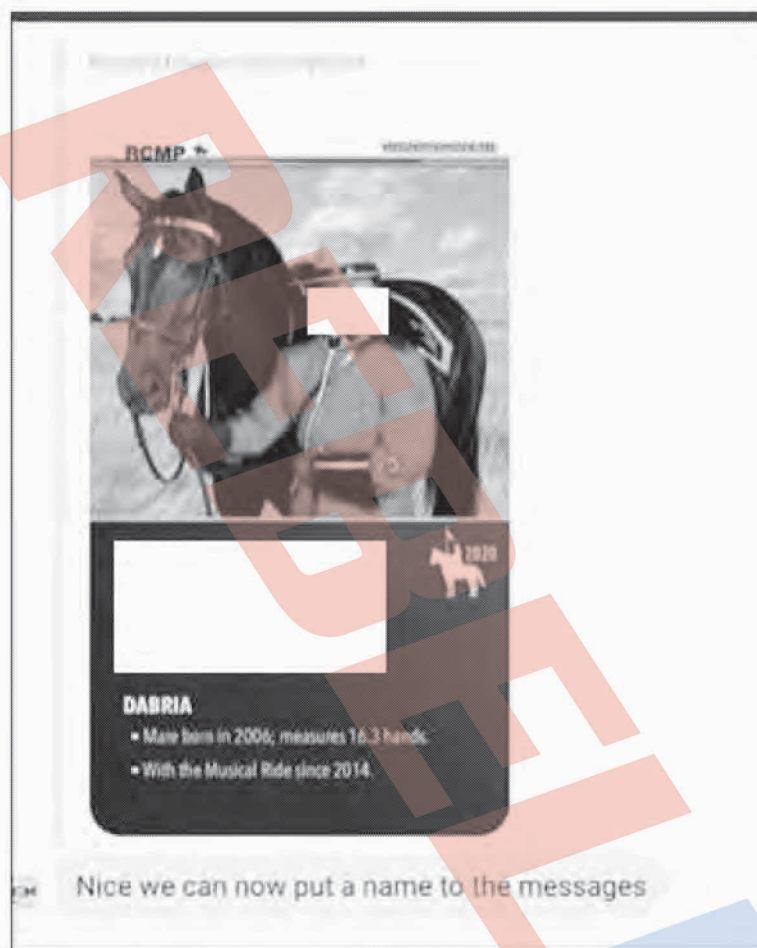 RCMP
REBEL
2020
DABRIA
• Mare born in 2006; measures 16.3 hands.
• With the Musical Ride since 2014.
Nice we can now put a name to the messages